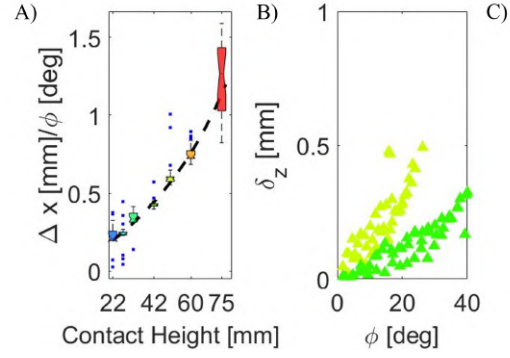 A)
B)
C)
1.5
1
0.5
0
Δ x [mm]/ϕ [deg]
22 42 60 75
Contact Height [mm]
1
0.5
0
δz [mm]
0 20 40
ϕ [deg]